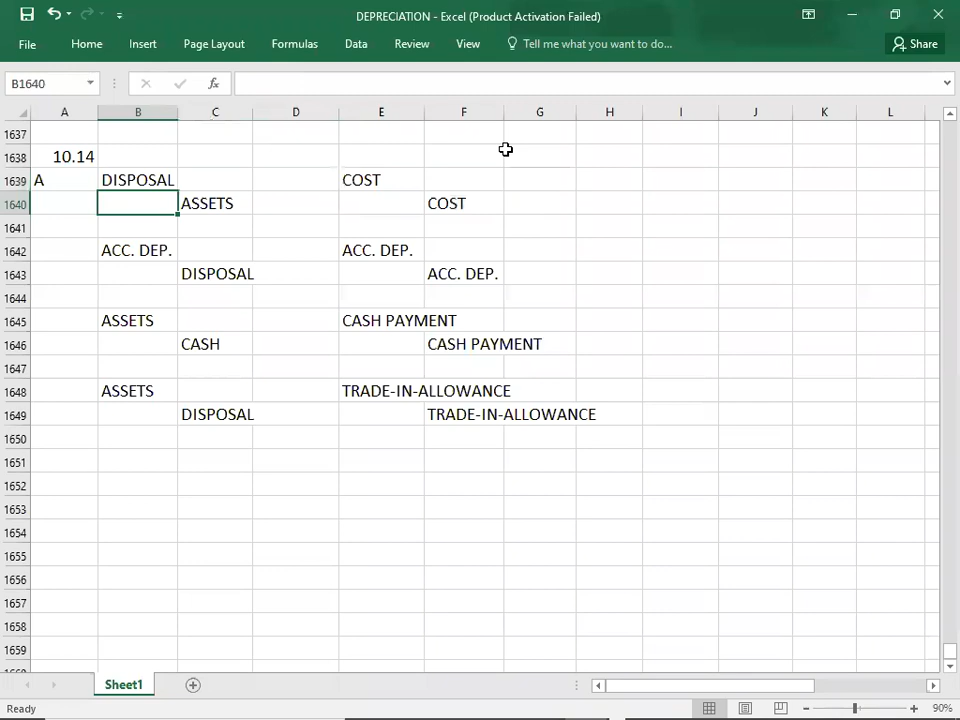 DEPRECIATION - Excel (Product Activation Failed)
File Home Insert Page Layout Formulas Data Review View Tell me what you want to do... Share
B1640 fx
A B C D E F G H I J K L
1637
1638 10.14
1639 A DISPOSAL COST
1640 ASSETS COST
1641
1642 ACC. DEP. ACC. DEP.
1643 DISPOSAL ACC. DEP.
1644
1645 ASSETS CASH PAYMENT
1646 CASH CASH PAYMENT
1647
1648 ASSETS TRADE-IN-ALLOWANCE
1649 DISPOSAL TRADE-IN-ALLOWANCE
1650
1651
1652
1653
1654
1655
1656
1657
1658
1659
Sheet1
Ready 90%